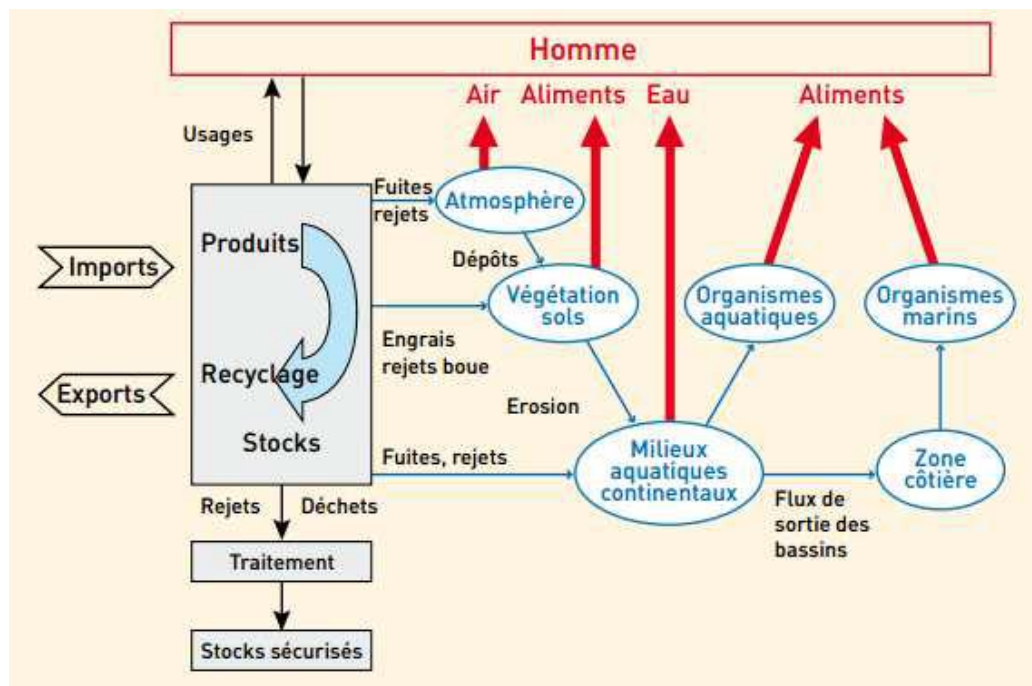 Homme
Air Aliments Eau Aliments
Usages
Fuites
rejets
Atmosphère
Produits
Dépôts
Imports
Végétation
sols
Organismes
aquatiques
Organismes
marins
Engrais
rejets boue
Recyclage
Exports
Erosion
Stocks
Fuites, rejets
Milieux
aquatiques
continentaux
Zone
côtière
Rejets Déchets
Flux de
sortie des
bassins
Traitement
Stocks sécurisés